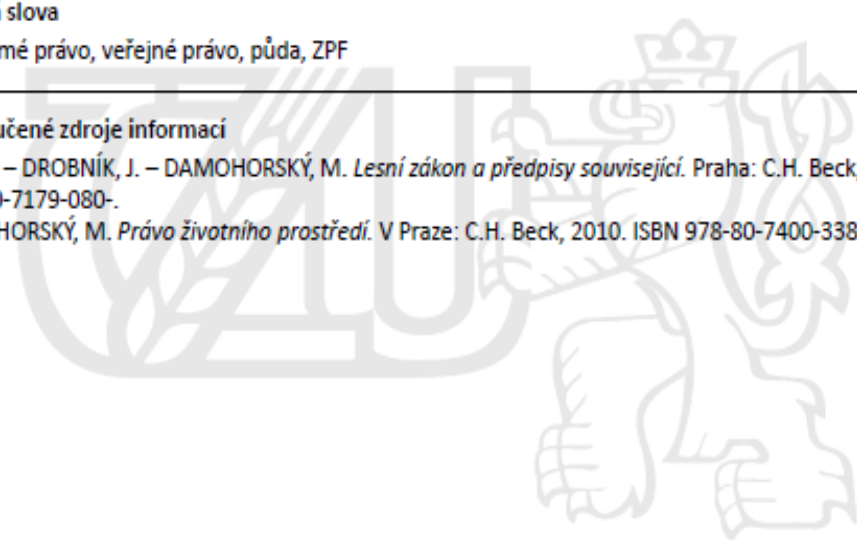 slova
mé právo, veřejné právo, půda, ZPF
učené zdroje informací
– DROBNÍK, J. – DAMOHORSKÝ, M. Lesní zákon a předpisy související. Praha: C.H. Beck,
-7179-080-.
HORSKÝ, M. Právo životního prostředí. V Praze: C.H. Beck, 2010. ISBN 978-80-7400-338